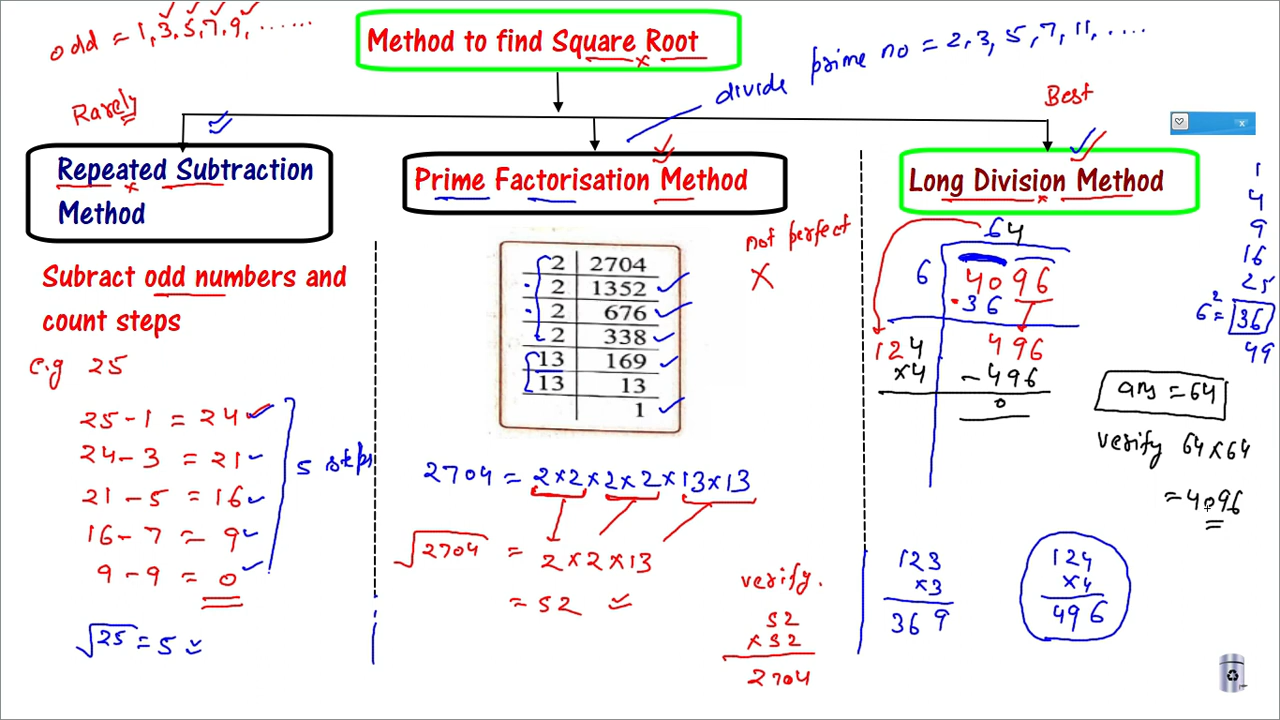 odd = 1, 3, 5, 7, 9, ......
Method to find Square Root
divide prime no = 2, 3, 5, 7, 11, ....
Rarely
Best
Repeated Subtraction
Method
Subract odd numbers and
count steps
e.g 25
25 - 1 = 24
24 - 3 = 21
21 - 5 = 16
16 - 7 = 9
9 - 9 = 0
5 steps
√25 = 5
Prime Factorisation Method
not perfect
X
2 2704
2 1352
2 676
2 338
13 169
13 13
1
2704 = 2×2×2×2×13×13
√2704 = 2×2×13
= 52
verify.
52
×52
2704
Long Division Method
64
6 4096
36
124 496
×4 -496
0
1
4
9
16
25
6² = 36
49
ans = 64
verify 64×64
= 4096
123
×3
369
124
×4
496